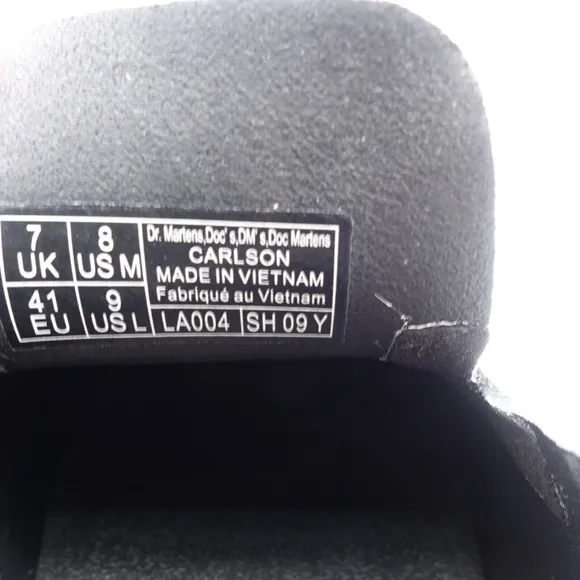 7 UK
8 US M
41 EU
9 US L
Dr. Martens,Doc' s,DM' s,Doc Martens
CARLSON
MADE IN VIETNAM
Fabriqué au Vietnam
LA004
SH 09 Y